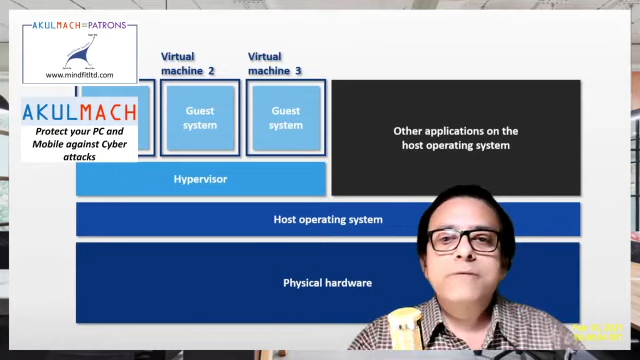 AKULMACH=PATRONS
www.mindfitltd.com
AKULMACH
Protect your PC and
Mobile against Cyber
attacks
Virtual
machine 2
Virtual
machine 3
Guest
system
Guest
system
Other applications on the
host operating system
Hypervisor
Host operating system
Physical hardware